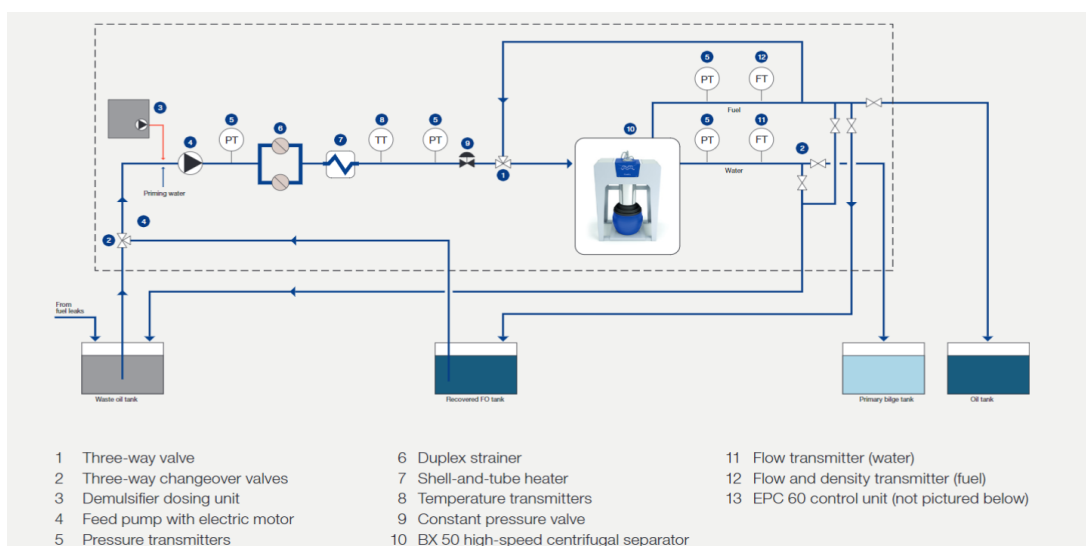 5 12
3 PT FT
6 Fuel
4 5 8 5 10 5 11
7 9
PT TT PT PT FT
2
Water
1
Priming water
4
2
From
fuel leaks
Waste oil tank Recovered FO tank Primary bilge tank Oil tank
1 Three-way valve
2 Three-way changeover valves
3 Demulsifier dosing unit
4 Feed pump with electric motor
5 Pressure transmitters
6 Duplex strainer
7 Shell-and-tube heater
8 Temperature transmitters
9 Constant pressure valve
10 BX 50 high-speed centrifugal separator
11 Flow transmitter (water)
12 Flow and density transmitter (fuel)
13 EPC 60 control unit (not pictured below)